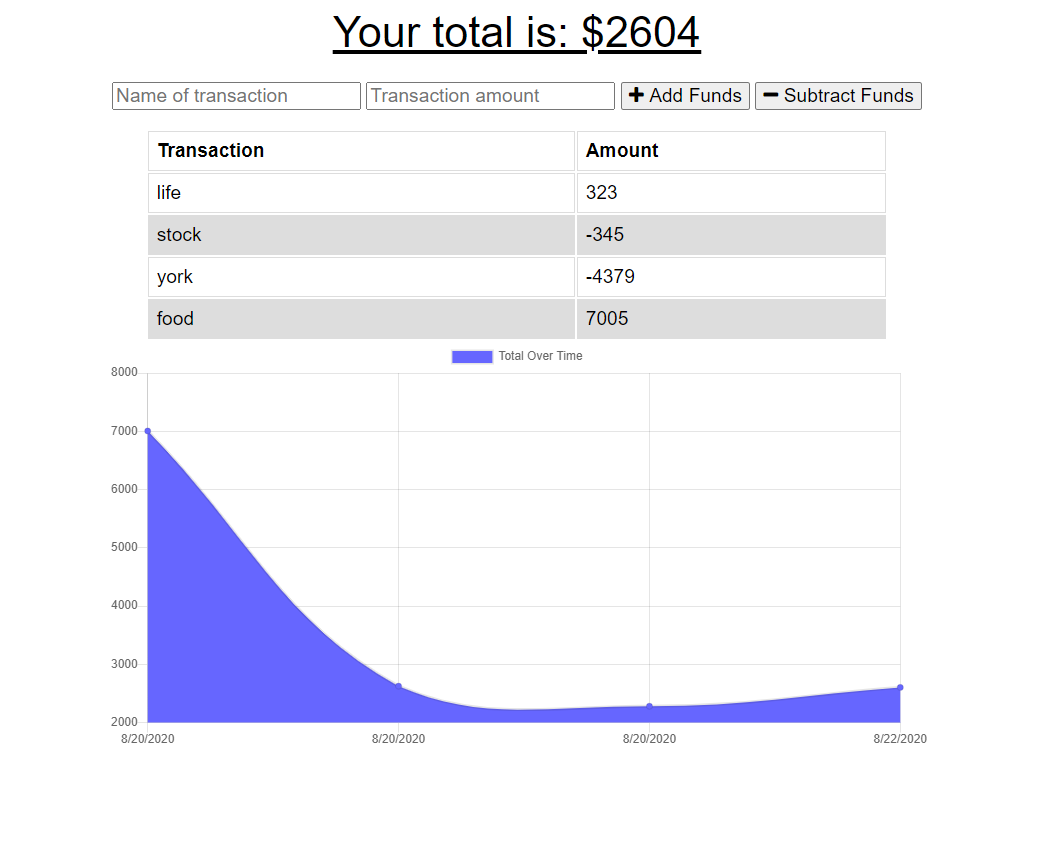 Your total is: $2604
Name of transaction Transaction amount Add Funds Subtract Funds
Transaction Amount
life 323
stock -345
york -4379
food 7005
Total Over Time
8000
7000
6000
5000
4000
3000
2000
8/20/2020 8/20/2020 8/20/2020 8/22/2020